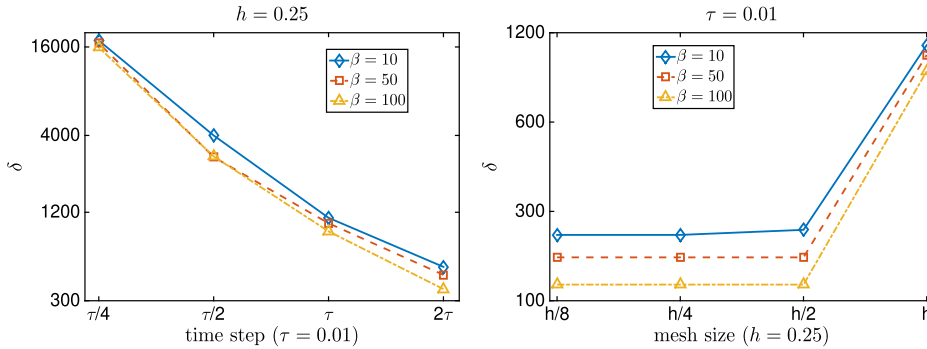 h = 0.25
16000
4000
1200
300
δ
β = 10
β = 50
β = 100
τ/4
τ/2
τ
2τ
time step (τ = 0.01)
τ = 0.01
1200
600
300
100
δ
β = 10
β = 50
β = 100
h/8
h/4
h/2
h
mesh size (h = 0.25)